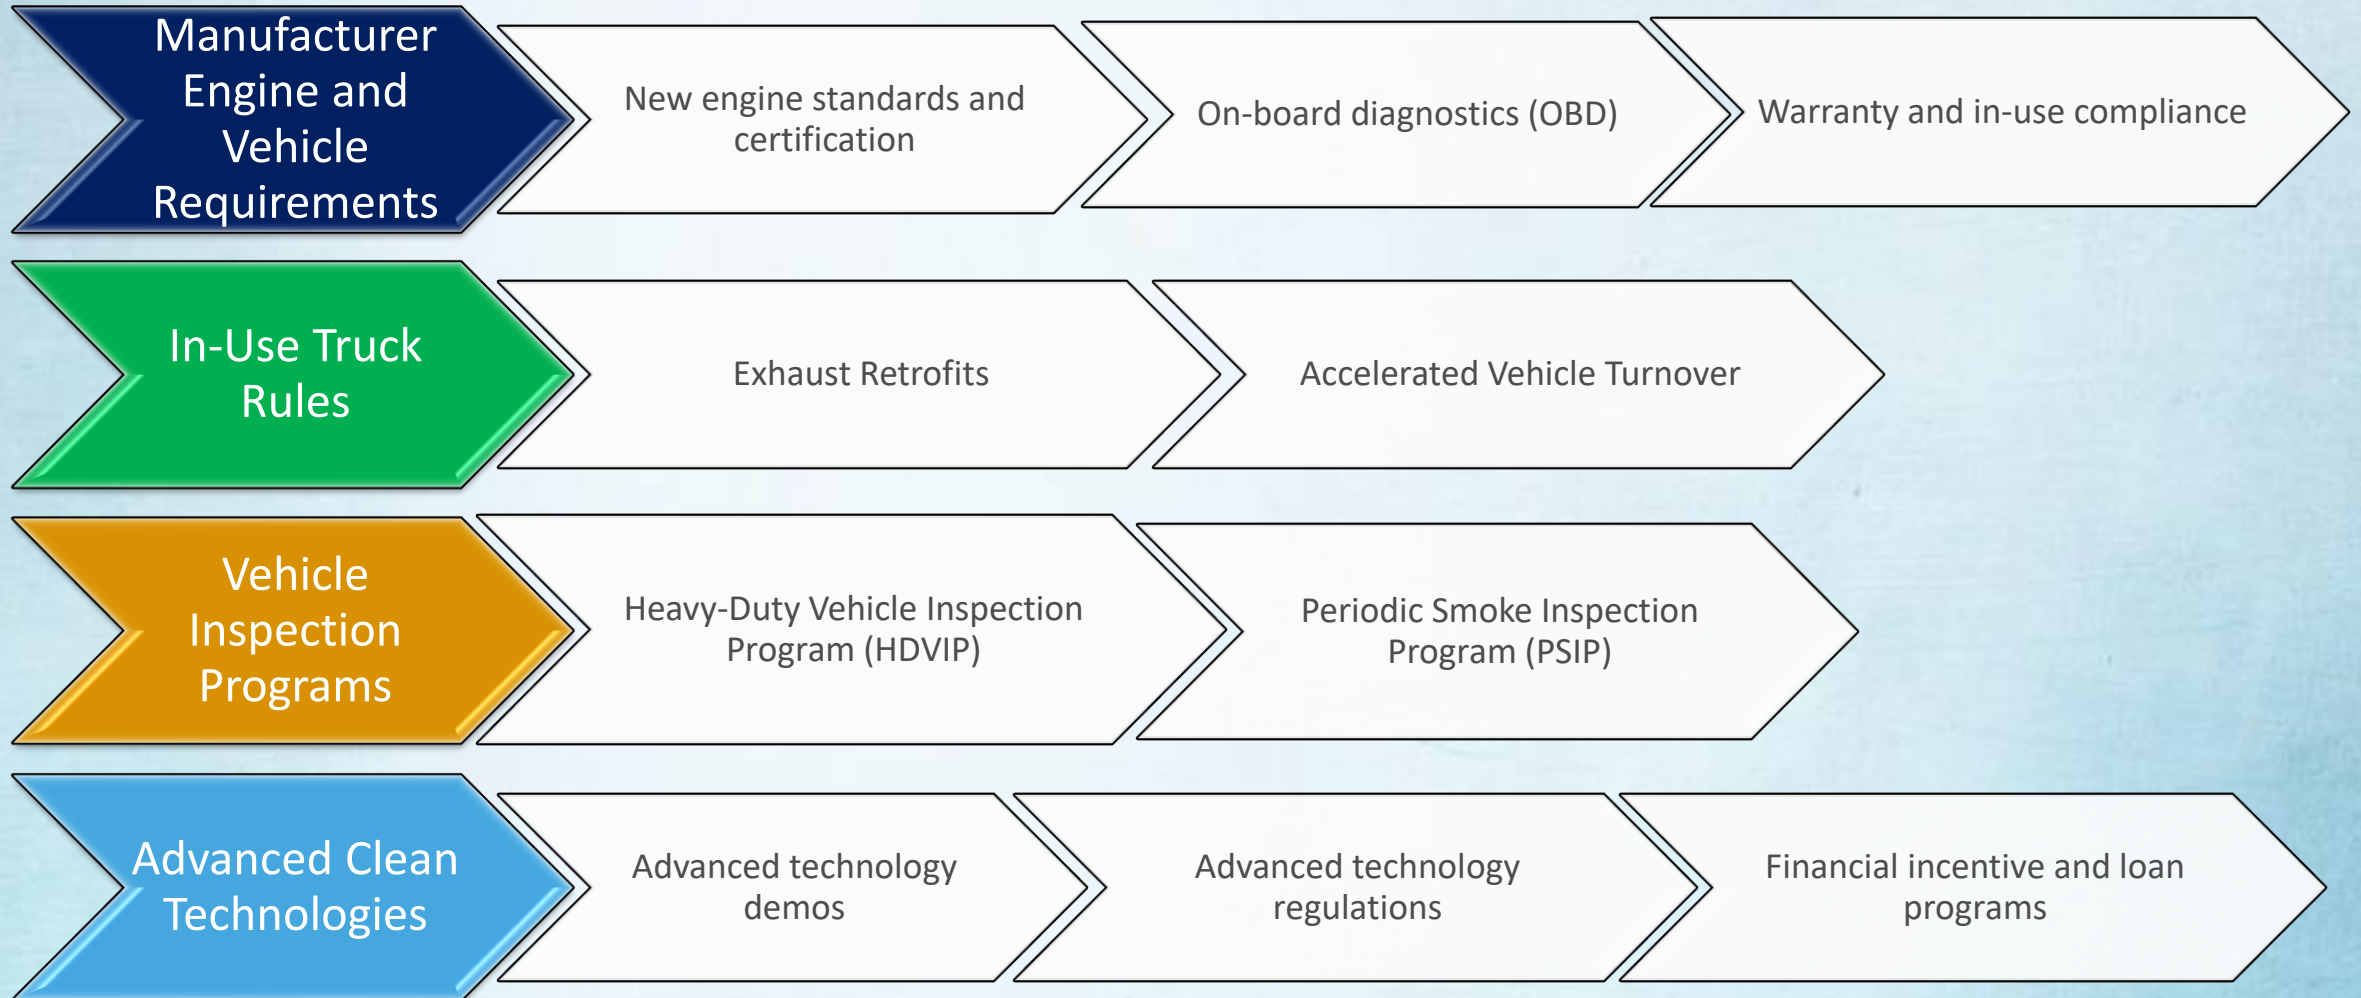 Manufacturer
Engine and
Vehicle
Requirements
New engine standards and
certification
On-board diagnostics (OBD)
Warranty and in-use compliance
In-Use Truck
Rules
Exhaust Retrofits
Accelerated Vehicle Turnover
Vehicle
Inspection
Programs
Heavy-Duty Vehicle Inspection
Program (HDVIP)
Periodic Smoke Inspection
Program (PSIP)
Advanced Clean
Technologies
Advanced technology
demos
Advanced technology
regulations
Financial incentive and loan
programs